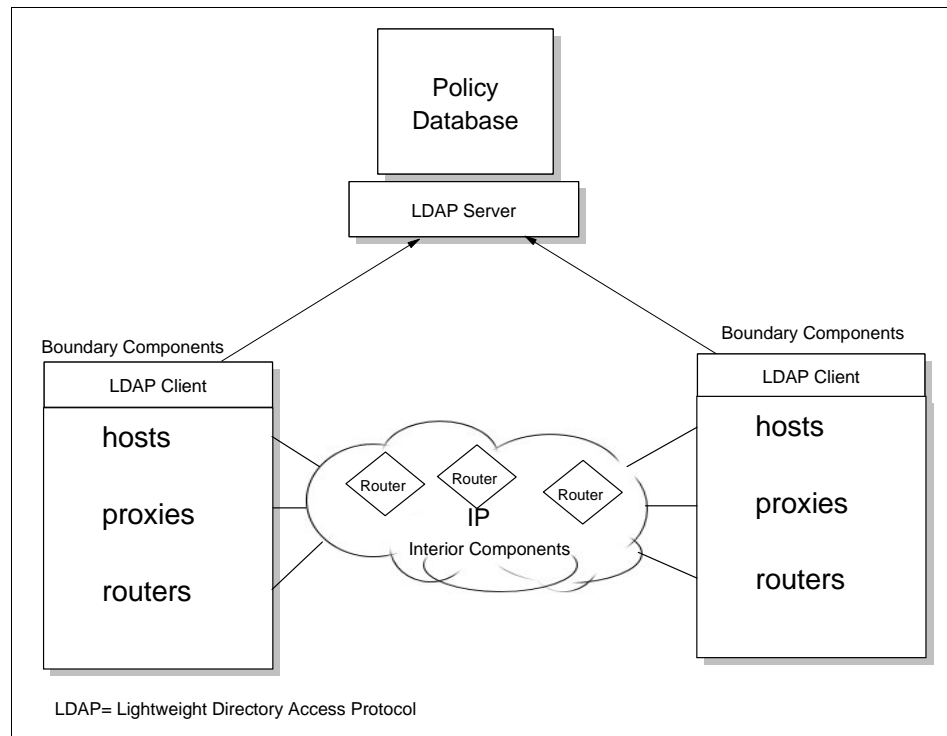 Policy
Database
LDAP Server
Boundary Components
LDAP Client
hosts
proxies
routers
Router
Router
Router
IP
Interior Components
Boundary Components
LDAP Client
hosts
proxies
routers
LDAP= Lightweight Directory Access Protocol